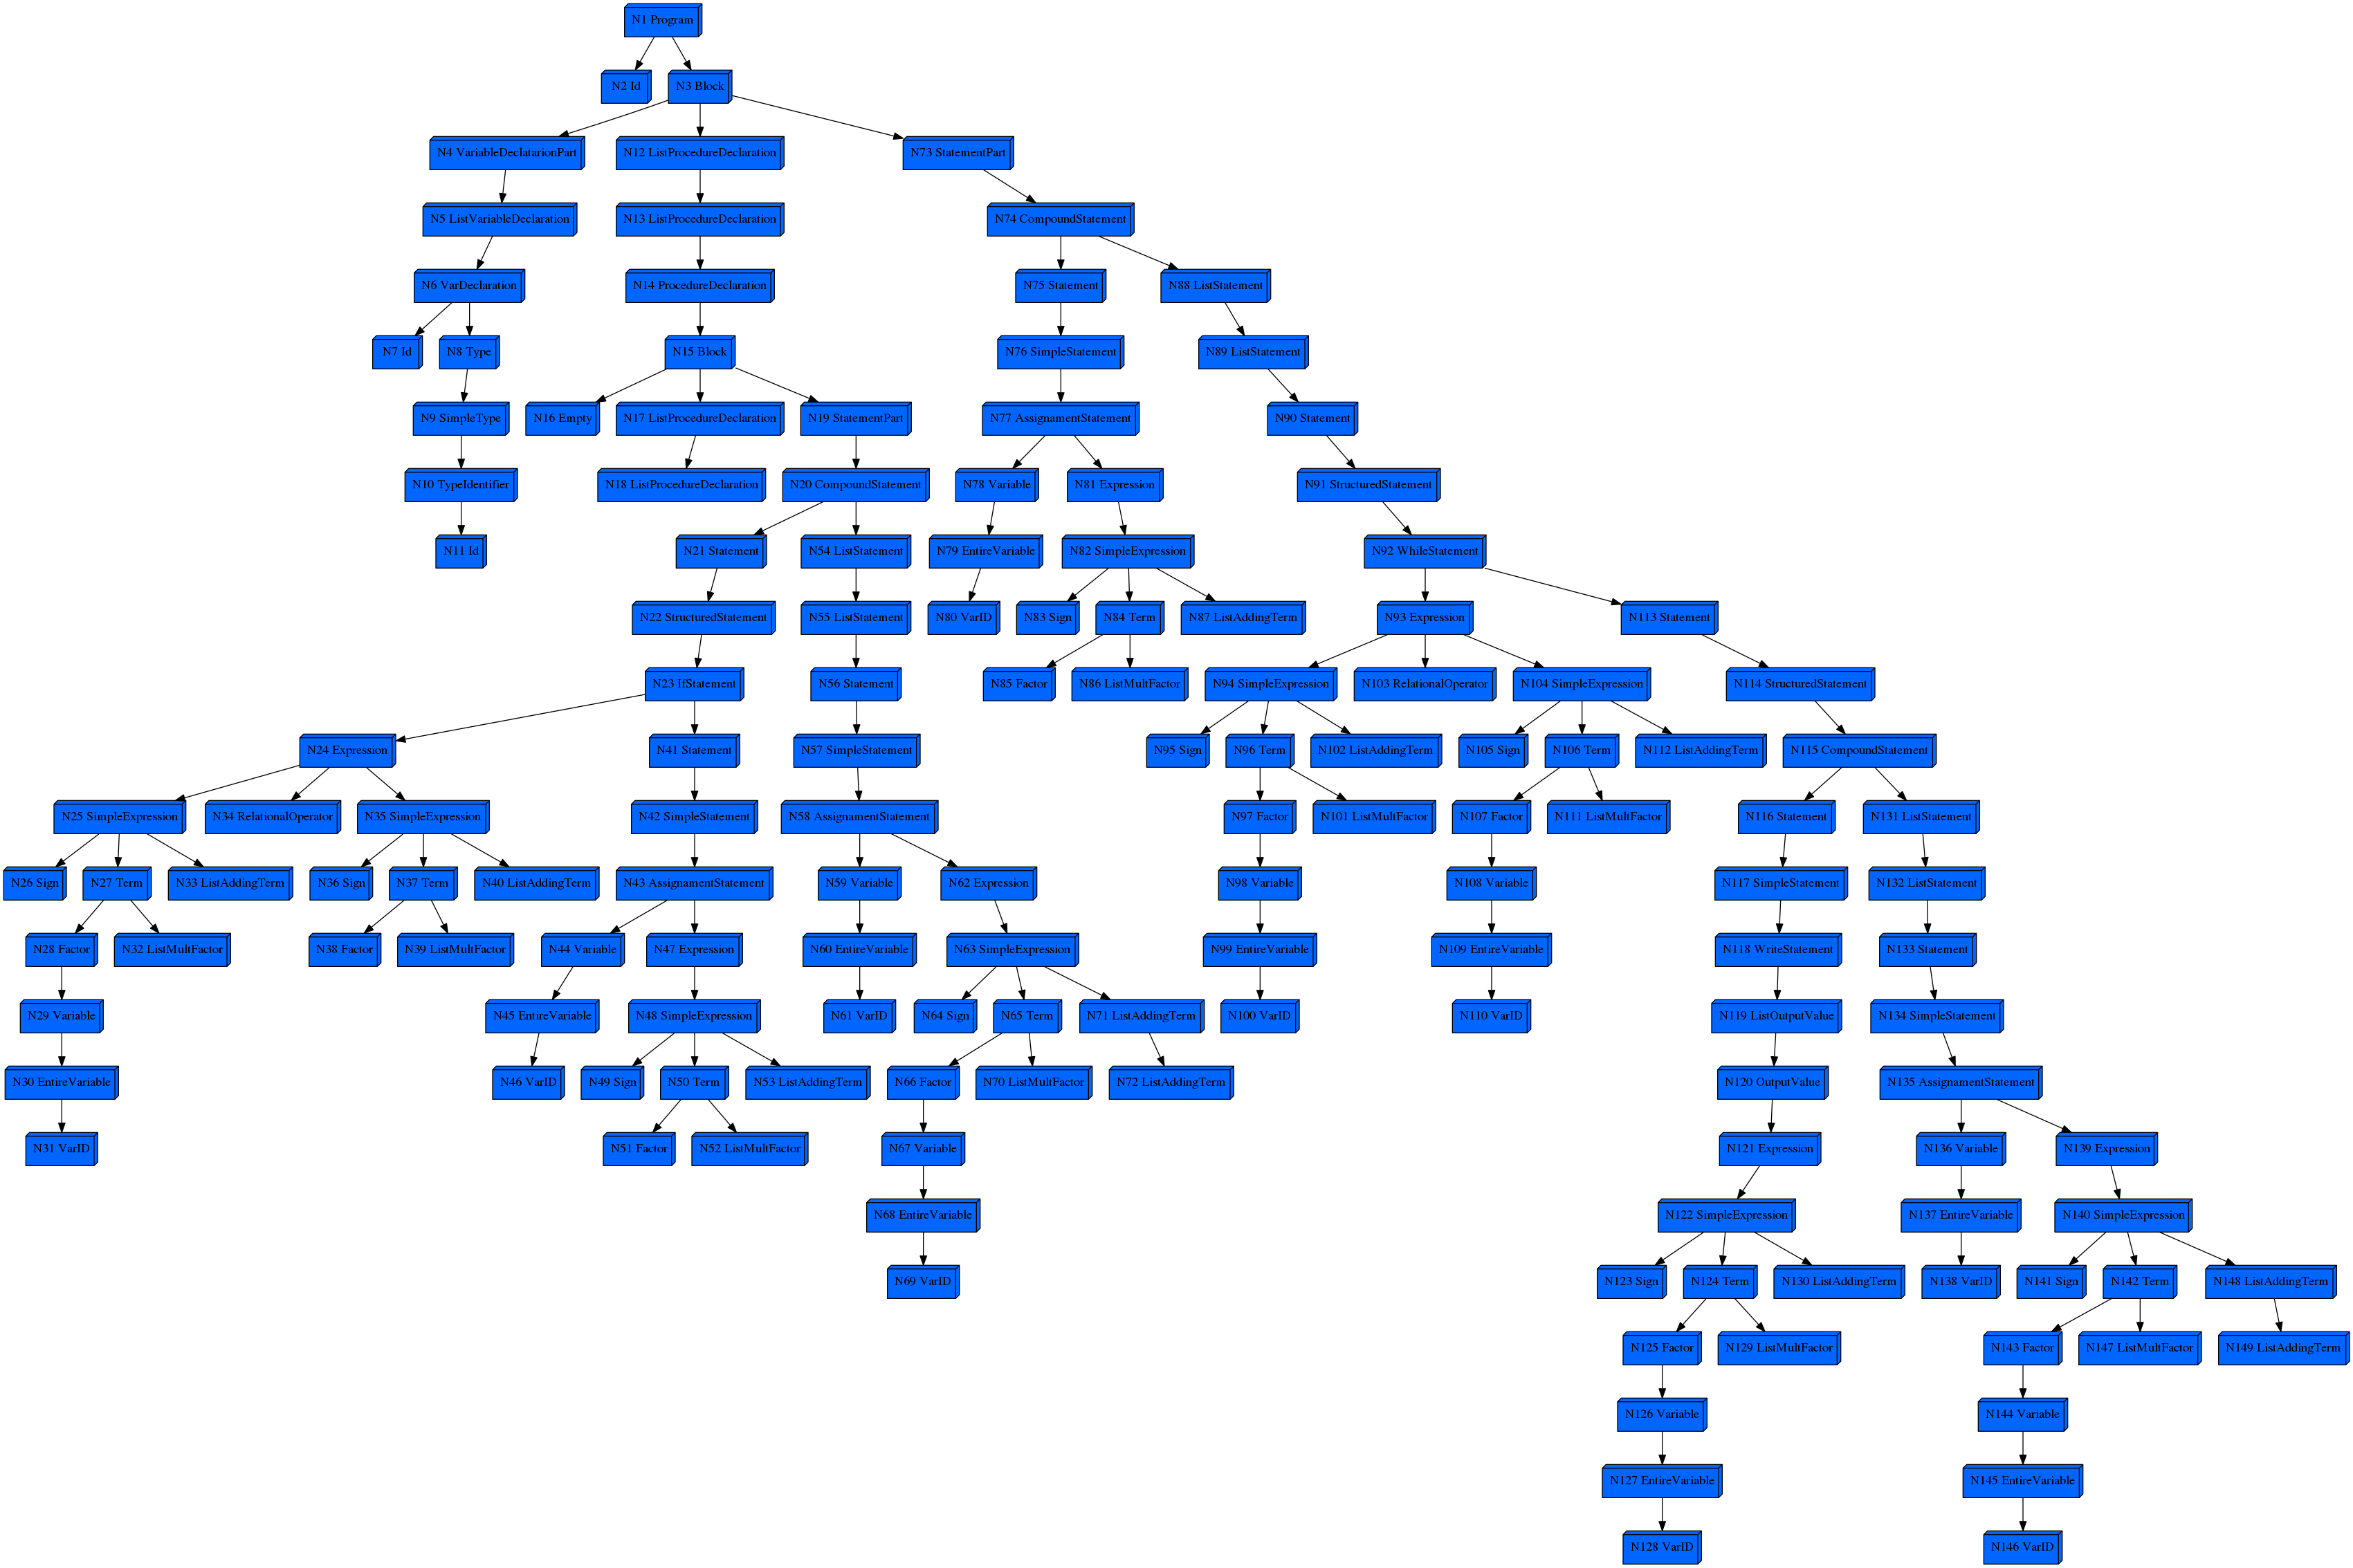 N1 Program
N2 Id
N3 Block
N4 VariableDeclatarionPart
N12 ListProcedureDeclaration
N73 StatementPart
N5 ListVariableDeclaration
N13 ListProcedureDeclaration
N74 CompoundStatement
N6 VarDeclaration
N14 ProcedureDeclaration
N75 Statement
N88 ListStatement
N7 Id
N8 Type
N15 Block
N76 SimpleStatement
N89 ListStatement
N9 SimpleType
N16 Empty
N17 ListProcedureDeclaration
N19 StatementPart
N77 AssignamentStatement
N90 Statement
N10 TypeIdentifier
N18 ListProcedureDeclaration
N20 CompoundStatement
N78 Variable
N81 Expression
N91 StructuredStatement
N11 Id
N21 Statement
N54 ListStatement
N79 EntireVariable
N82 SimpleExpression
N92 WhileStatement
N22 StructuredStatement
N55 ListStatement
N80 VarID
N83 Sign
N84 Term
N87 ListAddingTerm
N93 Expression
N113 Statement
N23 IfStatement
N56 Statement
N85 Factor
N86 ListMultFactor
N94 SimpleExpression
N103 RelationalOperator
N104 SimpleExpression
N114 StructuredStatement
N24 Expression
N41 Statement
N57 SimpleStatement
N95 Sign
N96 Term
N102 ListAddingTerm
N105 Sign
N106 Term
N112 ListAddingTerm
N115 CompoundStatement
N25 SimpleExpression
N34 RelationalOperator
N35 SimpleExpression
N42 SimpleStatement
N58 AssignamentStatement
N97 Factor
N101 ListMultFactor
N107 Factor
N111 ListMultFactor
N116 Statement
N131 ListStatement
N26 Sign
N27 Term
N33 ListAddingTerm
N36 Sign
N37 Term
N40 ListAddingTerm
N43 AssignamentStatement
N59 Variable
N62 Expression
N98 Variable
N108 Variable
N117 SimpleStatement
N132 ListStatement
N28 Factor
N32 ListMultFactor
N38 Factor
N39 ListMultFactor
N44 Variable
N47 Expression
N60 EntireVariable
N63 SimpleExpression
N99 EntireVariable
N109 EntireVariable
N118 WriteStatement
N133 Statement
N29 Variable
N45 EntireVariable
N48 SimpleExpression
N61 VarID
N64 Sign
N65 Term
N71 ListAddingTerm
N100 VarID
N110 VarID
N119 ListOutputValue
N134 SimpleStatement
N30 EntireVariable
N46 VarID
N49 Sign
N50 Term
N53 ListAddingTerm
N66 Factor
N70 ListMultFactor
N72 ListAddingTerm
N120 OutputValue
N135 AssignamentStatement
N31 VarID
N51 Factor
N52 ListMultFactor
N67 Variable
N121 Expression
N136 Variable
N139 Expression
N68 EntireVariable
N122 SimpleExpression
N137 EntireVariable
N140 SimpleExpression
N69 VarID
N123 Sign
N124 Term
N130 ListAddingTerm
N138 VarID
N141 Sign
N142 Term
N148 ListAddingTerm
N125 Factor
N129 ListMultFactor
N143 Factor
N147 ListMultFactor
N149 ListAddingTerm
N126 Variable
N144 Variable
N127 EntireVariable
N145 EntireVariable
N128 VarID
N146 VarID